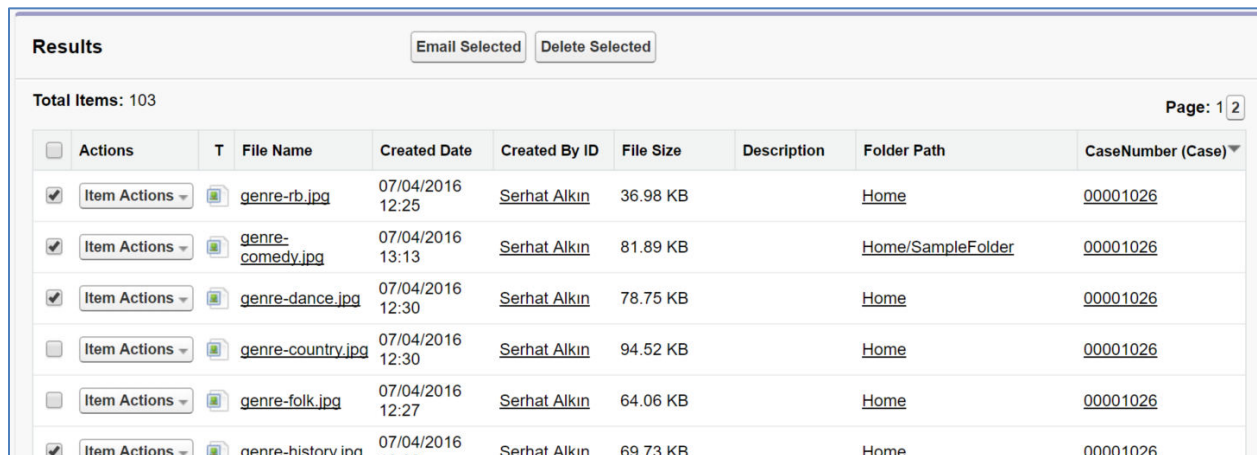 Results Email Selected Delete Selected
Total Items: 103 Page: 1 2
Actions T File Name Created Date Created By ID File Size Description Folder Path CaseNumber (Case)
Item Actions genre-rb.jpg 07/04/2016 12:25 Serhat Alkın 36.98 KB Home 00001026
Item Actions genre-comedy.jpg 07/04/2016 13:13 Serhat Alkın 81.89 KB Home/SampleFolder 00001026
Item Actions genre-dance.jpg 07/04/2016 12:30 Serhat Alkın 78.75 KB Home 00001026
Item Actions genre-country.jpg 07/04/2016 12:30 Serhat Alkın 94.52 KB Home 00001026
Item Actions genre-folk.jpg 07/04/2016 12:27 Serhat Alkın 64.06 KB Home 00001026
Item Actions genre-history.jpg 07/04/2016 Serhat Alkın 69.73 KB Home 00001026